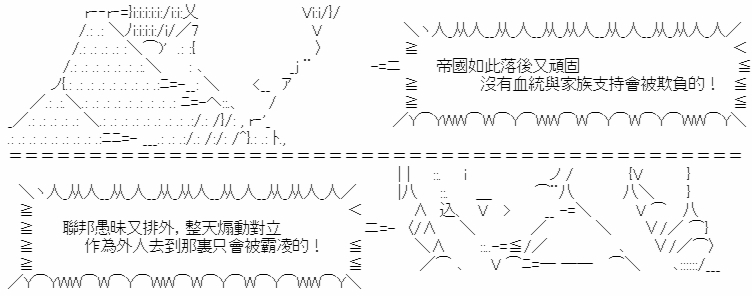 帝國如此落後又頑固
沒有血統與家族支持會被欺負的！
聯邦愚昧又排外，整天煽動對立
作為外人去到那裏只會被霸凌的！